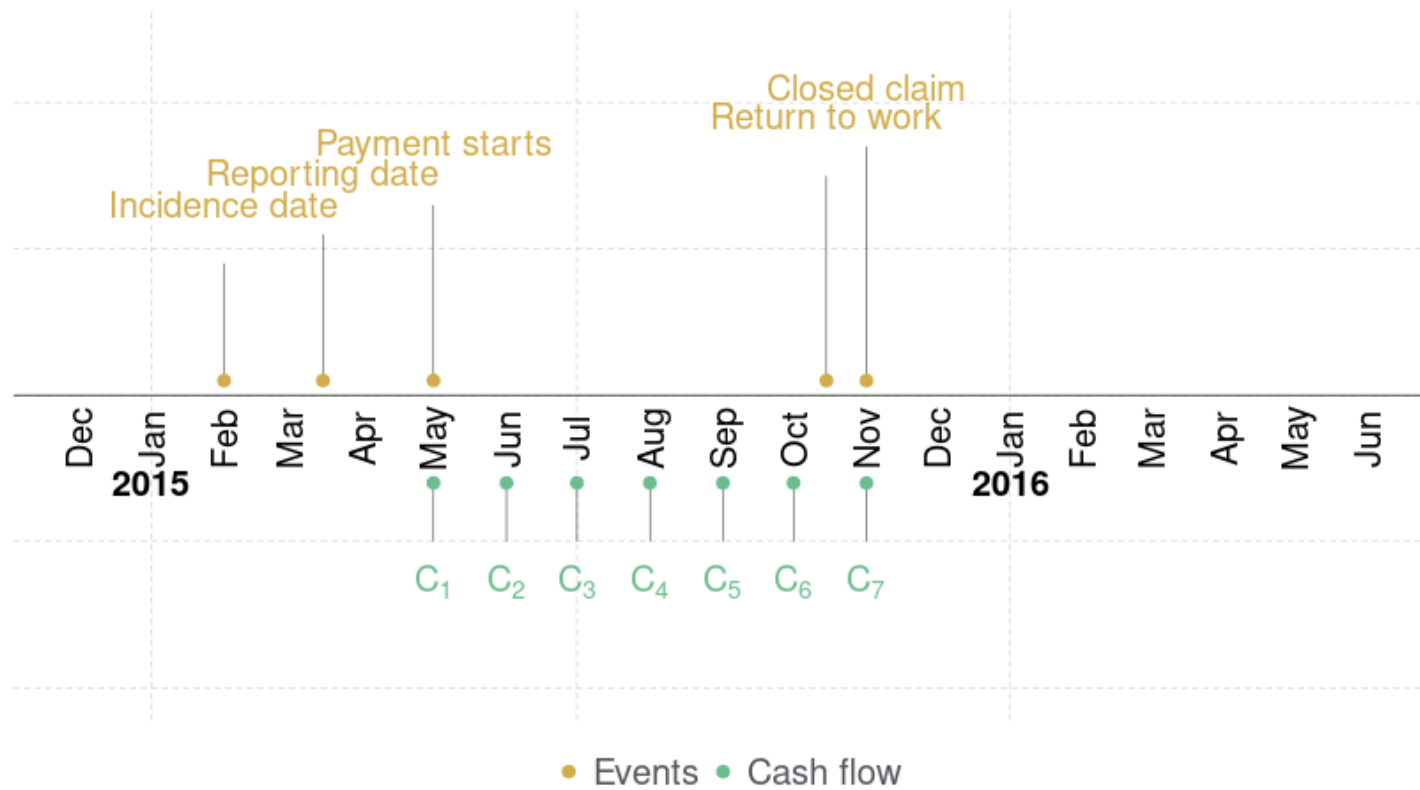 Closed claim
Return to work
Payment starts
Reporting date
Incidence date
Dec Jan Feb Mar Apr May Jun Jul Aug Sep Oct Nov Dec Jan Feb Mar Apr May Jun
2015 2016
C1 C2 C3 C4 C5 C6 C7
Events Cash flow